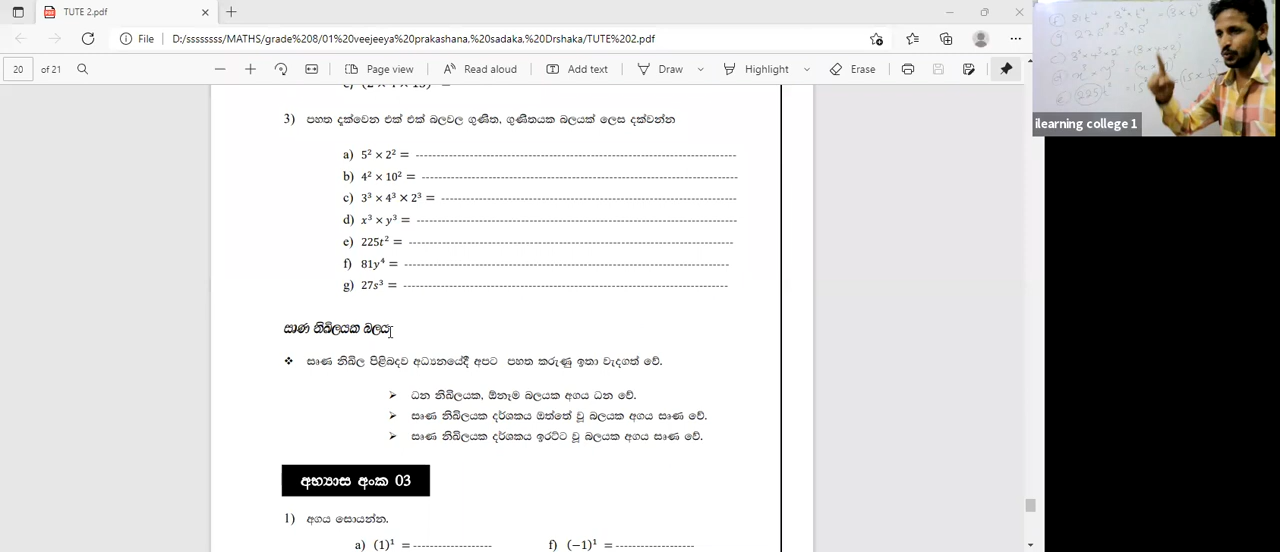 TUTE 2.pdf
File D:/ssssssss/MATHS/grade%208/01%20veejeeya%20prakashana.%20sadaka.%20Drshaka/TUTE%202.pdf
20 of 21 Page view Read aloud Add text Draw Highlight Erase
3) පහත දැක්වෙන එක් එක් බලවල ගුණිත, ගුණිතයක බලයක් ලෙස දක්වන්න
a) 5² × 2² = ----------
b) 4² × 10² = ----------
c) 3³ × 4³ × 2³ = ----------
d) x³ × y³ = ----------
e) 225t² = ----------
f) 81y⁴ = ----------
g) 27s³ = ----------
සෘණ නිඛිලයක බලය
❖ සෘණ නිඛිල පිළිබදව අධ්‍යනයේදී අපට පහත කරුණු ඉතා වැදගත් වේ.
➢ ධන නිඛිලයක, ඕනෑම බලයක අගය ධන වේ.
➢ සෘණ නිඛිලයක දර්ශකය ඔත්තේ වූ බලයක අගය සෘණ වේ.
➢ සෘණ නිඛිලයක දර්ශකය ඉරට්ට වූ බලයක අගය සෘණ වේ.
අභ්‍යාස අංක 03
1) අගය සොයන්න.
a) (1)¹ = ----------
f) (−1)¹ = ----------
ilearning college 1